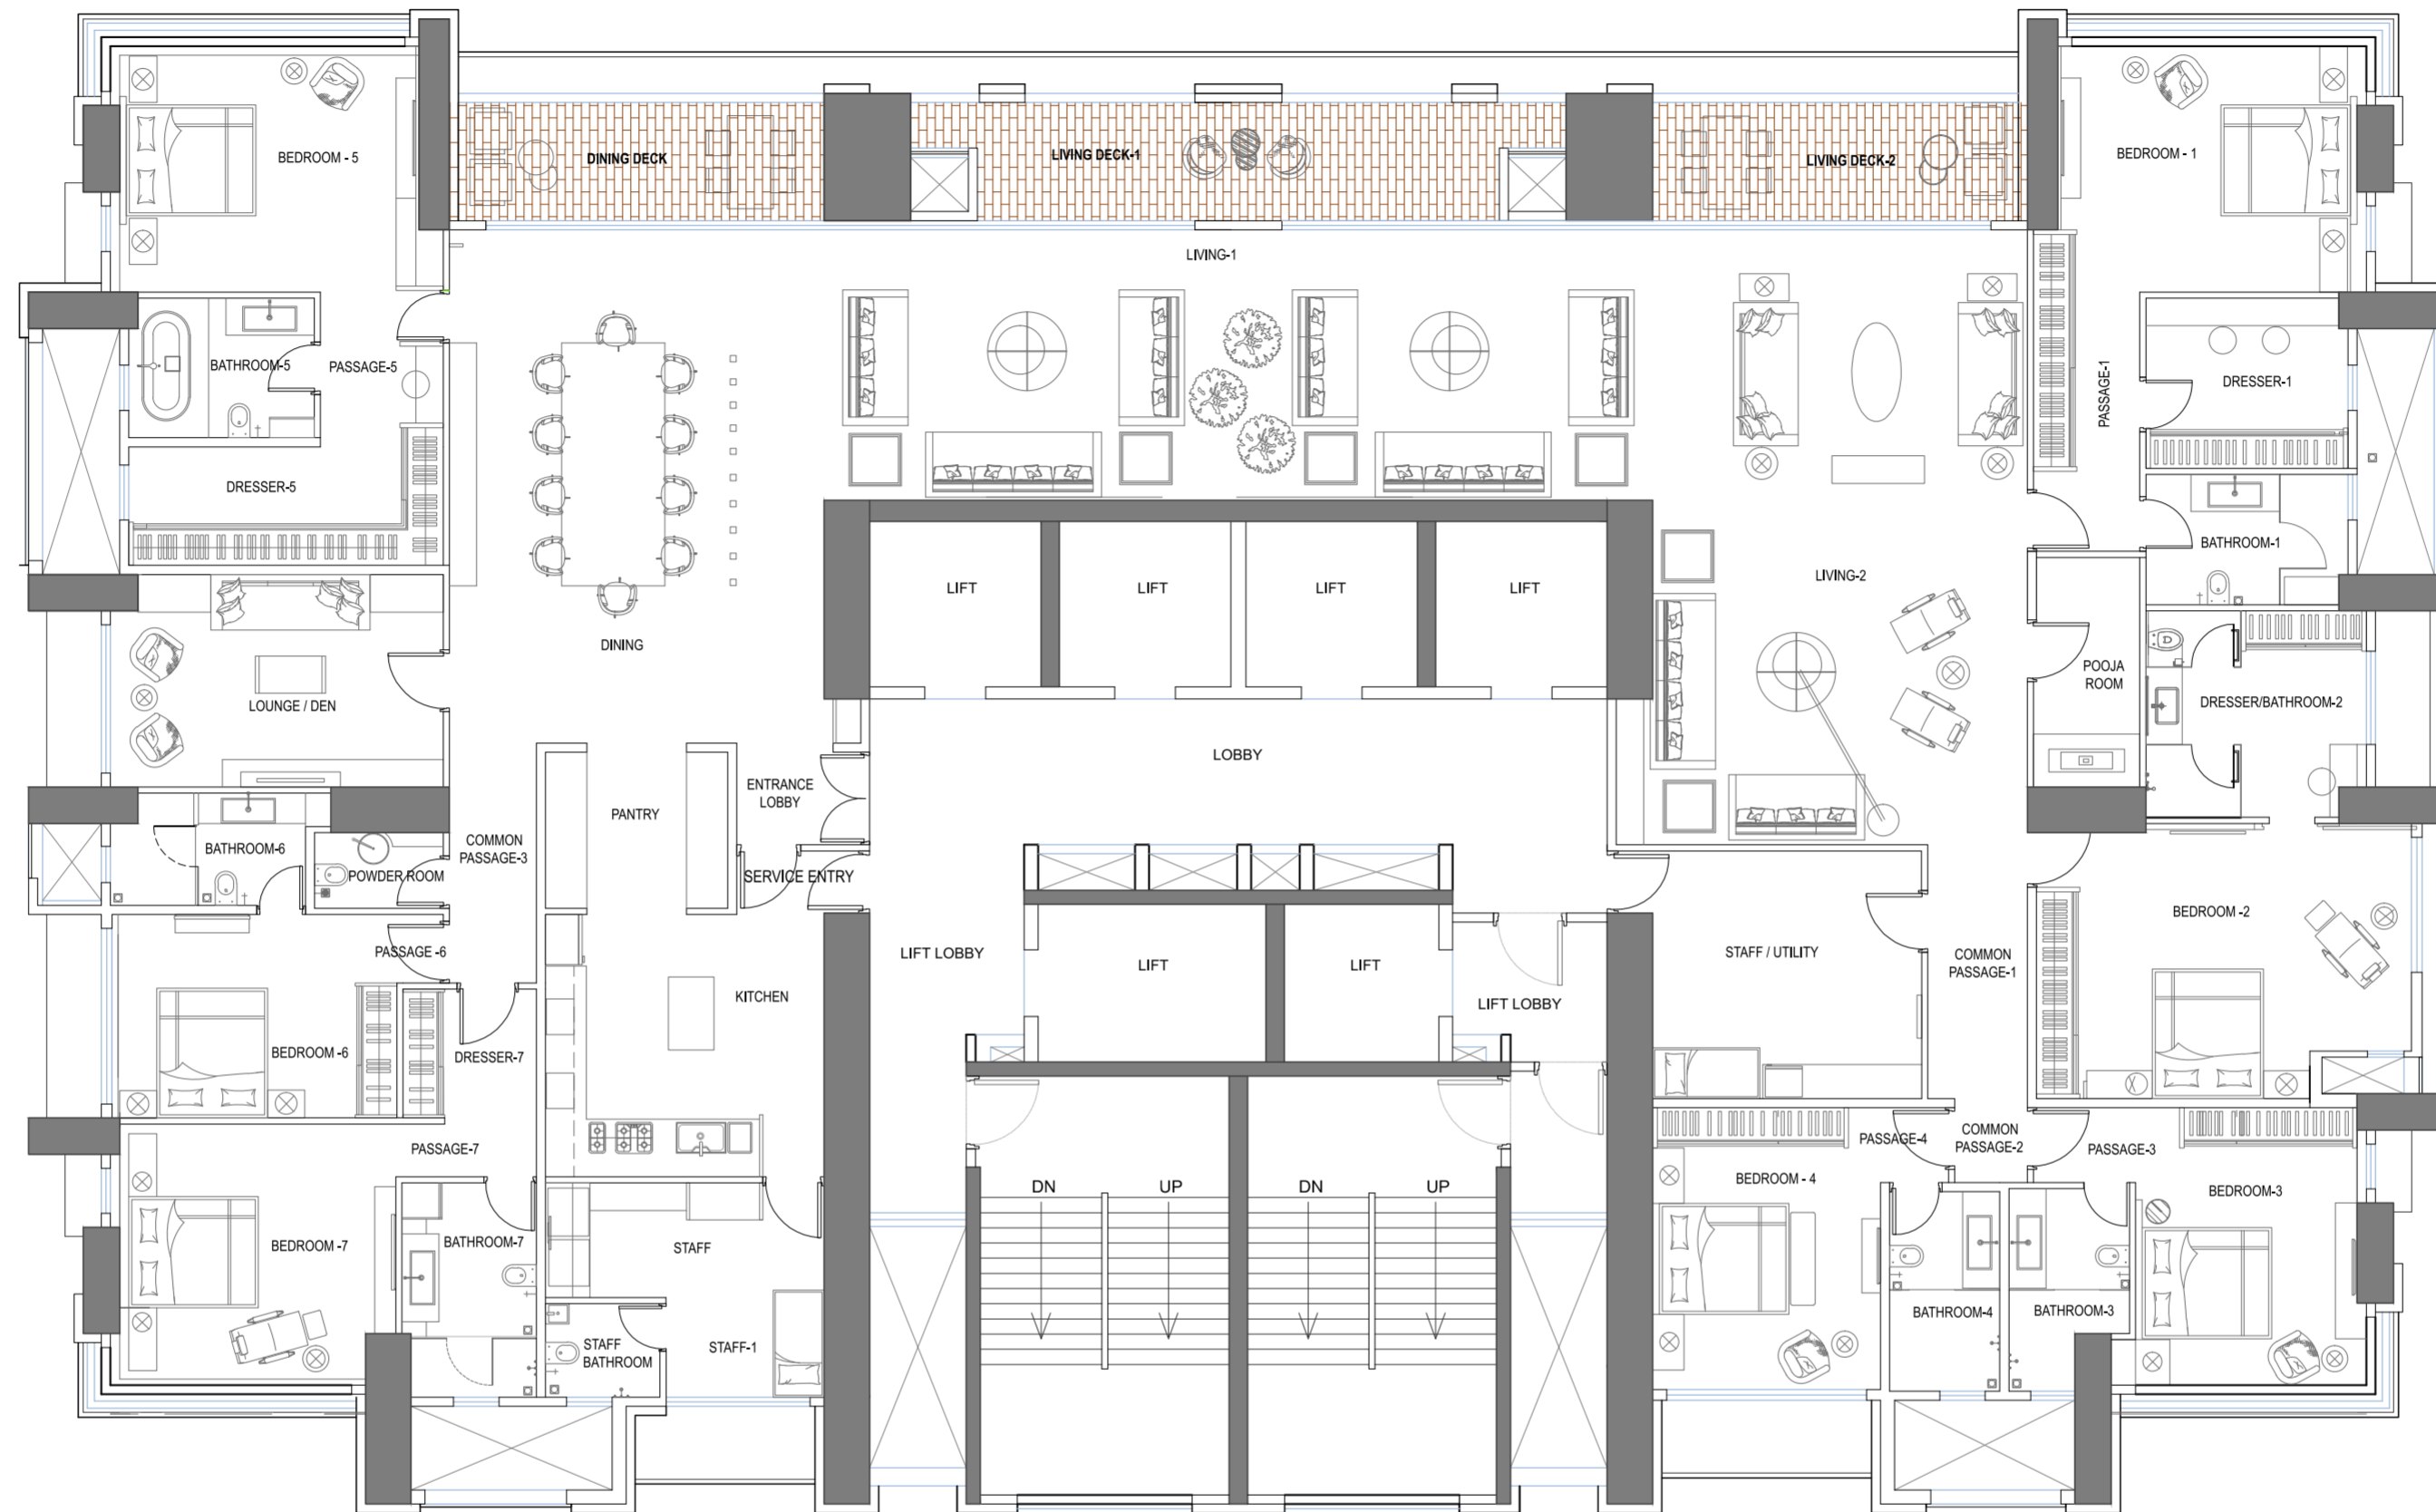 BEDROOM - 5
DINING DECK
LIVING DECK-1
LIVING DECK-2
BEDROOM - 1
LIVING-1
BATHROOM-5
PASSAGE-5
PASSAGE-1
DRESSER-1
DRESSER-5
BATHROOM-1
LIFT
LIFT
LIFT
LIFT
LIVING-2
DINING
POOJA
ROOM
LOUNGE / DEN
DRESSER/BATHROOM-2
LOBBY
ENTRANCE
LOBBY
PANTRY
COMMON
PASSAGE-3
BATHROOM-6
POWDER ROOM
SERVICE ENTRY
BEDROOM -2
PASSAGE -6
LIFT LOBBY
LIFT
LIFT
STAFF / UTILITY
COMMON
PASSAGE-1
KITCHEN
LIFT LOBBY
BEDROOM -6
DRESSER-7
PASSAGE-7
PASSAGE-4
COMMON
PASSAGE-2
PASSAGE-3
DN
UP
DN
UP
BEDROOM - 4
BEDROOM-3
BEDROOM -7
BATHROOM-7
STAFF
BATHROOM-4
BATHROOM-3
STAFF
BATHROOM
STAFF-1